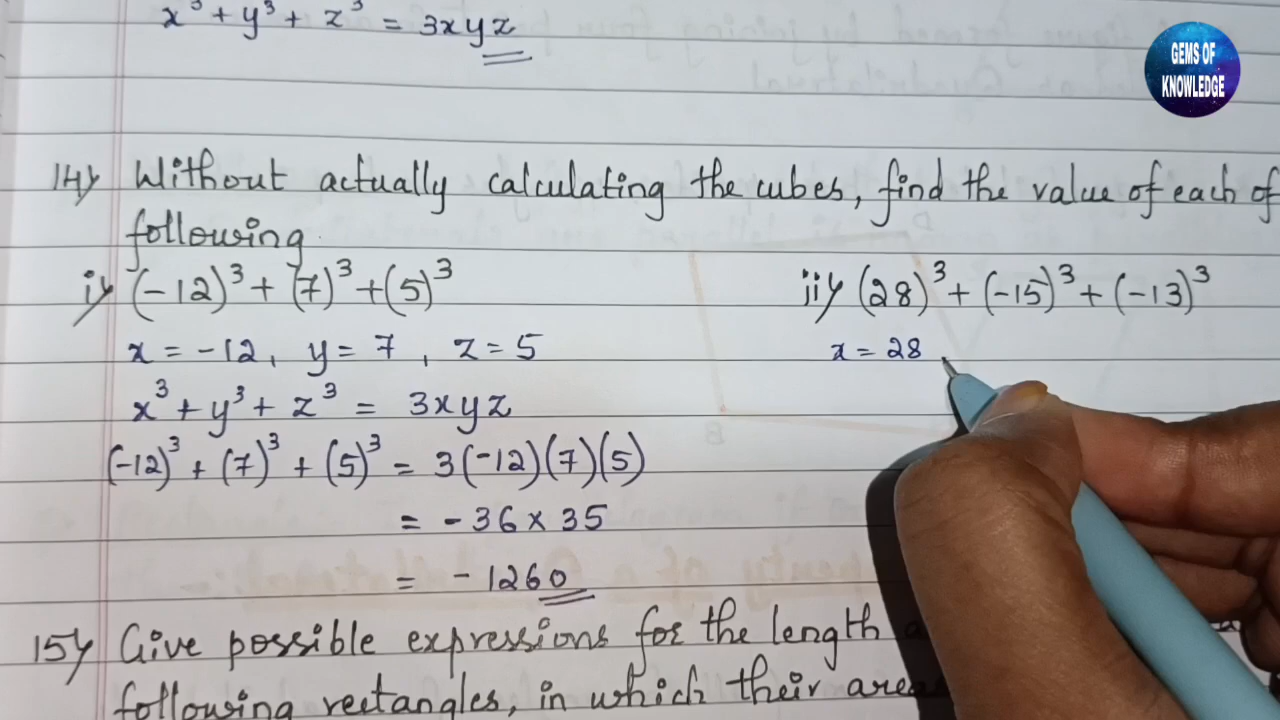 x³ + y³ + z³ = 3xyz
GEMS OF
KNOWLEDGE
14) Without actually calculating the cubes, find the value of each of
following.
i) (-12)³ + (7)³ + (5)³
x = -12, y = 7, z = 5
x³ + y³ + z³ = 3xyz
(-12)³ + (7)³ + (5)³ = 3(-12)(7)(5)
= -36 × 35
= -1260
ii) (28)³ + (-15)³ + (-13)³
x = 28
15) Give possible expressions for the length
following rectangles, in which their